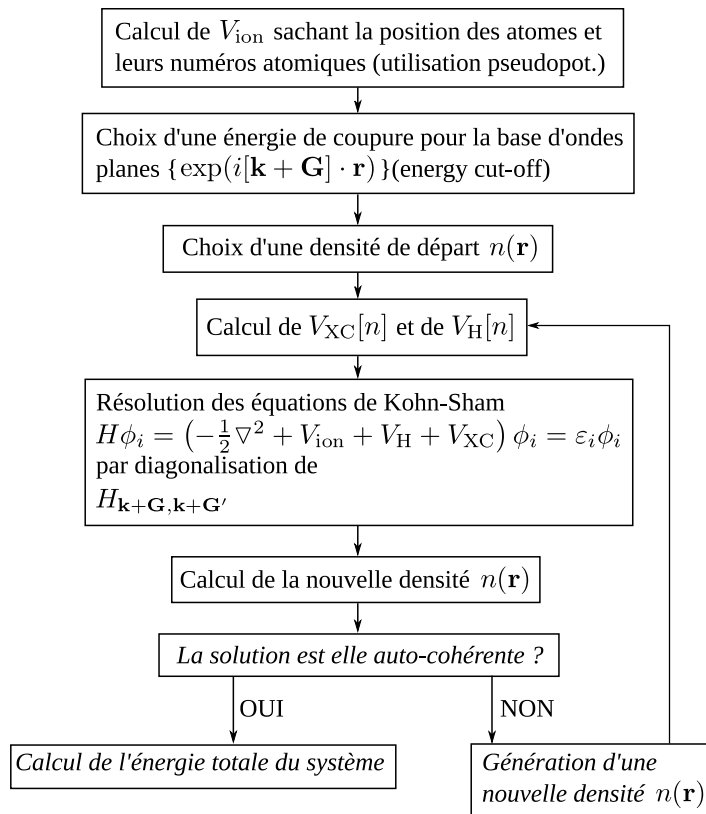 Calcul de V_ion sachant la position des atomes et
leurs numéros atomiques (utilisation pseudopot.)
Choix d'une énergie de coupure pour la base d'ondes
planes {exp(i[k + G] · r)}(energy cut-off)
Choix d'une densité de départ n(r)
Calcul de V_XC[n] et de V_H[n]
Résolution des équations de Kohn-Sham
Hϕ_i = (−½∇² + V_ion + V_H + V_XC) ϕ_i = ε_iϕ_i
par diagonalisation de
H_k+G,k+G′
Calcul de la nouvelle densité n(r)
La solution est elle auto-cohérente ?
OUI
NON
Calcul de l'énergie totale du système
Génération d'une
nouvelle densité n(r)